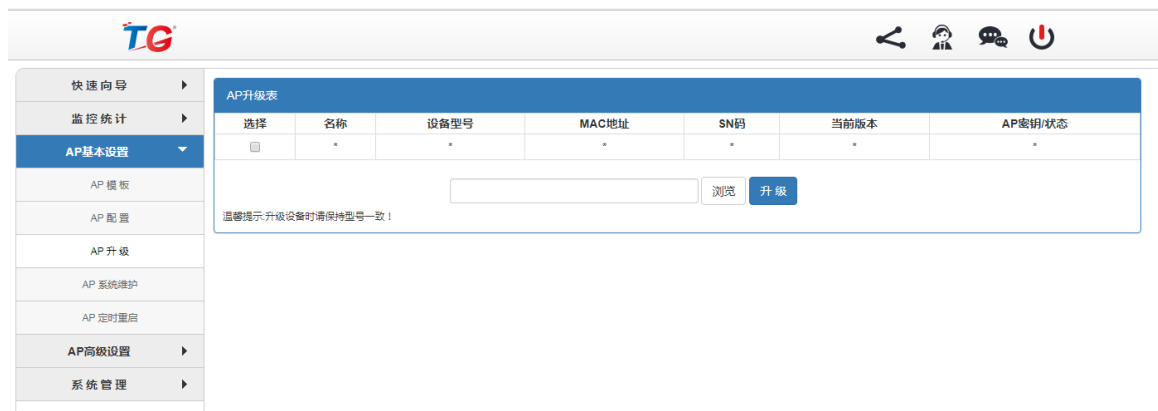 TG
快速向导
监控统计
AP基本设置
AP 模 板
AP 配 置
AP 升 级
AP 系统维护
AP 定时重启
AP高级设置
系 统 管 理
AP升级表
选择 名称 设备型号 MAC地址 SN码 当前版本 AP密钥/状态
* * * * * *
浏览 升 级
温馨提示:升级设备时请保持型号一致！